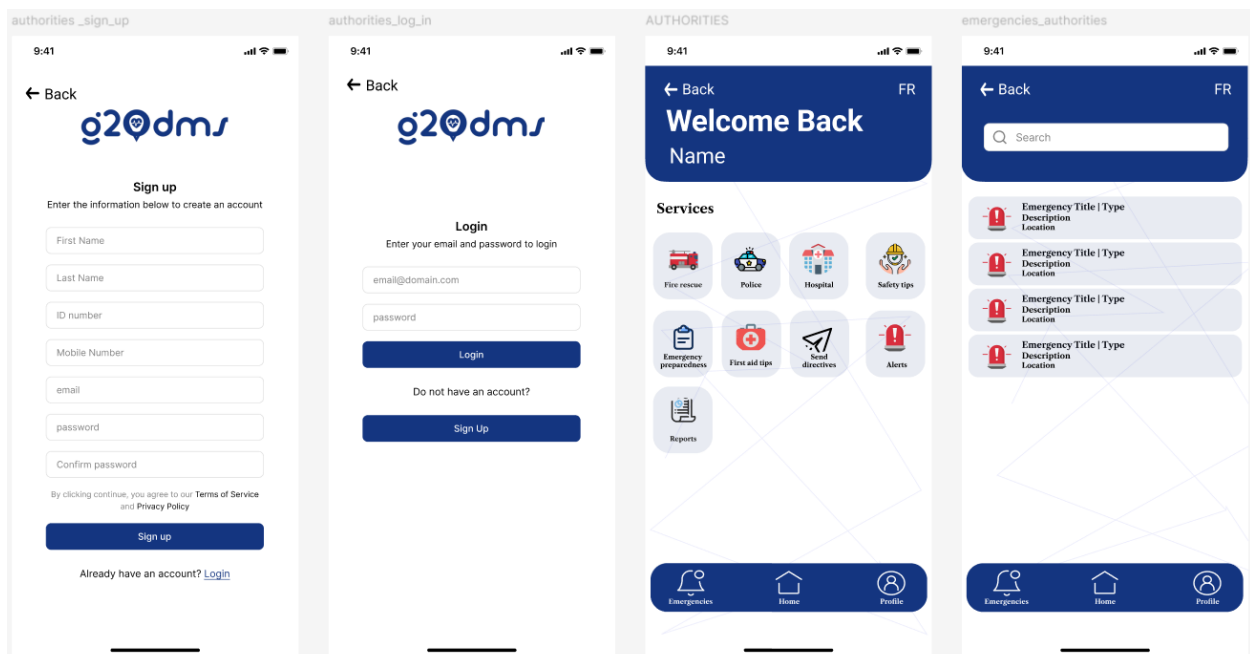 authorities _sign_up
9:41
Back
g20dms
Sign up
Enter the information below to create an account
First Name
Last Name
ID number
Mobile Number
email
password
Confirm password
By clicking continue, you agree to our Terms of Service
and Privacy Policy
Sign up
Already have an account? Login
authorities_log_in
9:41
Back
g20dms
Login
Enter your email and password to login
email@domain.com
password
Login
Do not have an account?
Sign Up
AUTHORITIES
9:41
Back FR
Welcome Back
Name
Services
Fire rescue Police Hospital Safety tips
Emergency
preparedness
First aid tips
Send
directives
Alerts
Reports
Emergencies Home Profile
emergencies_authorities
9:41
Back FR
Search
Emergency Title | Type
Description
Location
Emergency Title | Type
Description
Location
Emergency Title | Type
Description
Location
Emergency Title | Type
Description
Location
Emergencies Home Profile